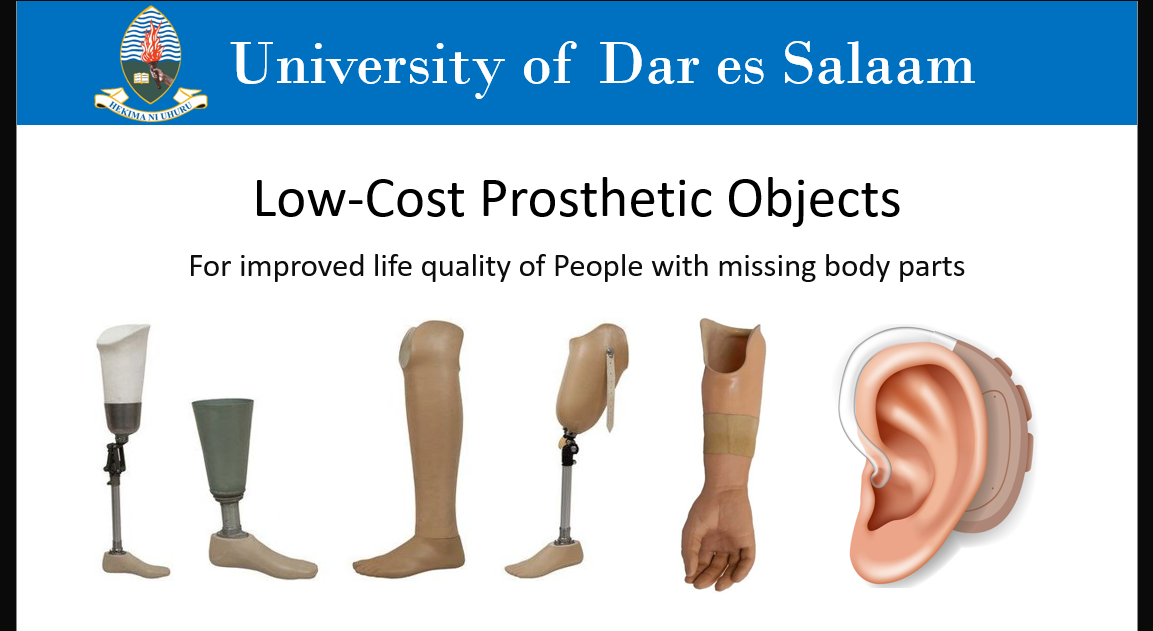 University of Dar es Salaam
HEKIMA NI UHURU
Low-Cost Prosthetic Objects
For improved life quality of People with missing body parts